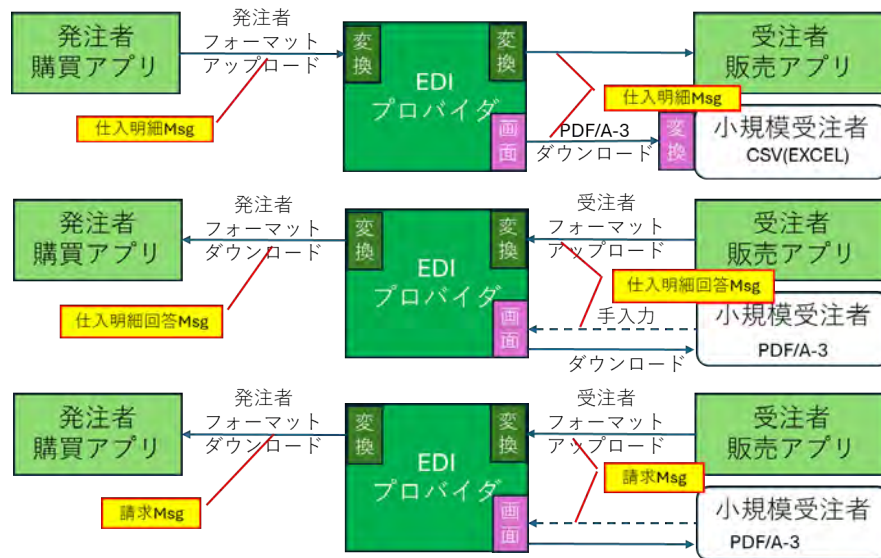 発注者
購買アプリ
発注者
フォーマット
アップロード
仕入明細Msg
変換
EDI
プロバイダ
変換
画面
仕入明細Msg
PDF/A-3
ダウンロード
変換
受注者
販売アプリ
小規模受注者
CSV(EXCEL)
発注者
購買アプリ
発注者
フォーマット
ダウンロード
仕入明細回答Msg
変換
EDI
プロバイダ
変換
画面
受注者
フォーマット
アップロード
仕入明細回答Msg
手入力
ダウンロード
受注者
販売アプリ
小規模受注者
PDF/A-3
発注者
購買アプリ
発注者
フォーマット
ダウンロード
請求Msg
変換
EDI
プロバイダ
変換
画面
受注者
フォーマット
アップロード
請求Msg
受注者
販売アプリ
小規模受注者
PDF/A-3